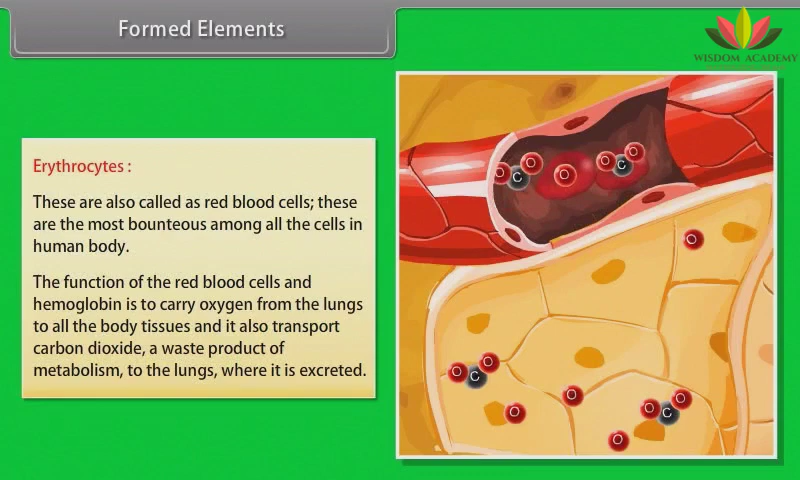 Formed Elements
WISDOM ACADEMY
Erythrocytes :
These are also called as red blood cells; these
are the most bounteous among all the cells in
human body.
The function of the red blood cells and
hemoglobin is to carry oxygen from the lungs
to all the body tissues and it also transport
carbon dioxide, a waste product of
metabolism, to the lungs, where it is excreted.
O C O O O C O
O
O C O
O
O
O C O
O